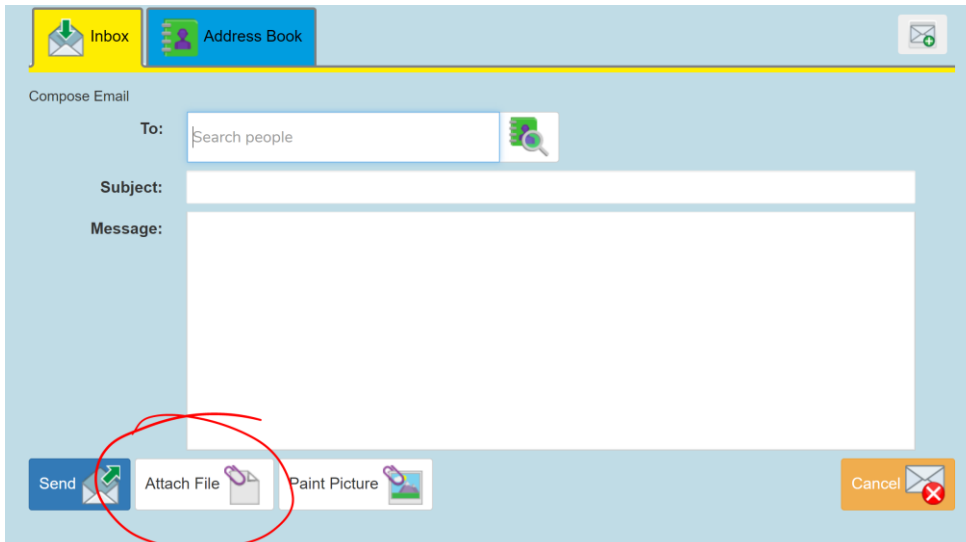 Inbox
Address Book
Compose Email
To:
Search people
Subject:
Message:
Send
Attach File
Paint Picture
Cancel